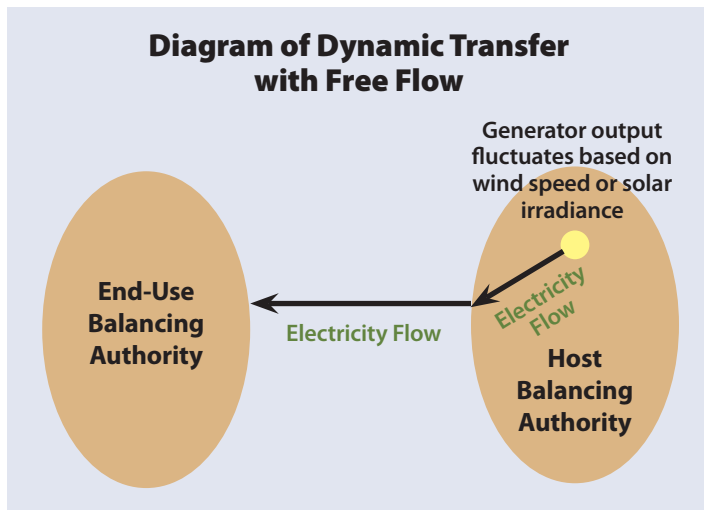 Diagram of Dynamic Transfer
with Free Flow
Generator output
fluctuates based on
wind speed or solar
irradiance
End-Use
Balancing
Authority
Electricity Flow
Electricity
Flow
Host
Balancing
Authority